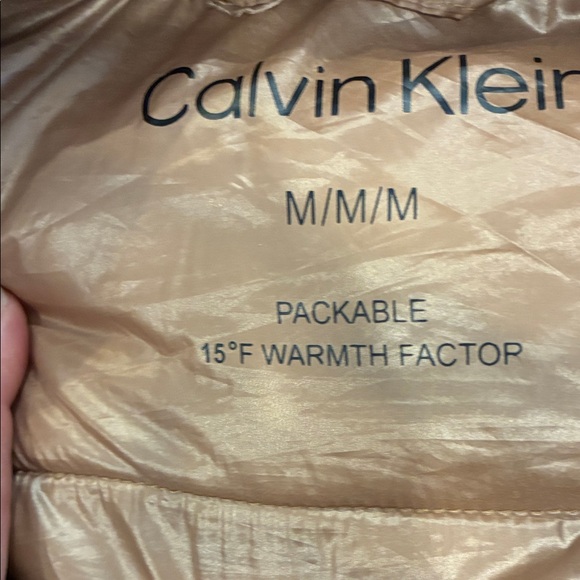 Calvin Klein
M/M/M
PACKABLE
15°F WARMTH FACTOR